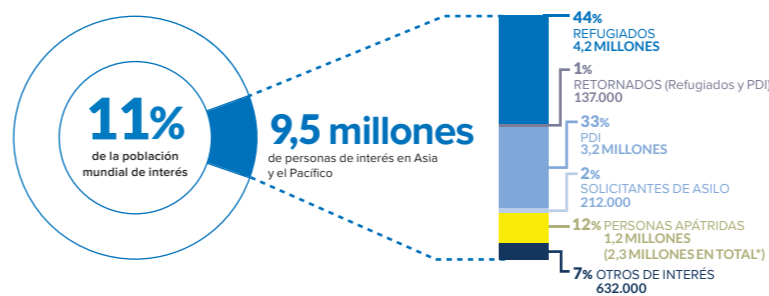 11%
de la población
mundial de interés
9,5 millones
de personas de interés en Asia
y el Pacífico
44%
REFUGIADOS
4,2 MILLONES
1%
RETORNADOS (Refugiados y PDI)
137.000
33%
PDI
3,2 MILLONES
2%
SOLICITANTES DE ASILO
212.000
12% PERSONAS APÁTRIDAS
1,2 MILLONES
(2,3 MILLONES EN TOTAL*)
7% OTROS DE INTERÉS
632.000